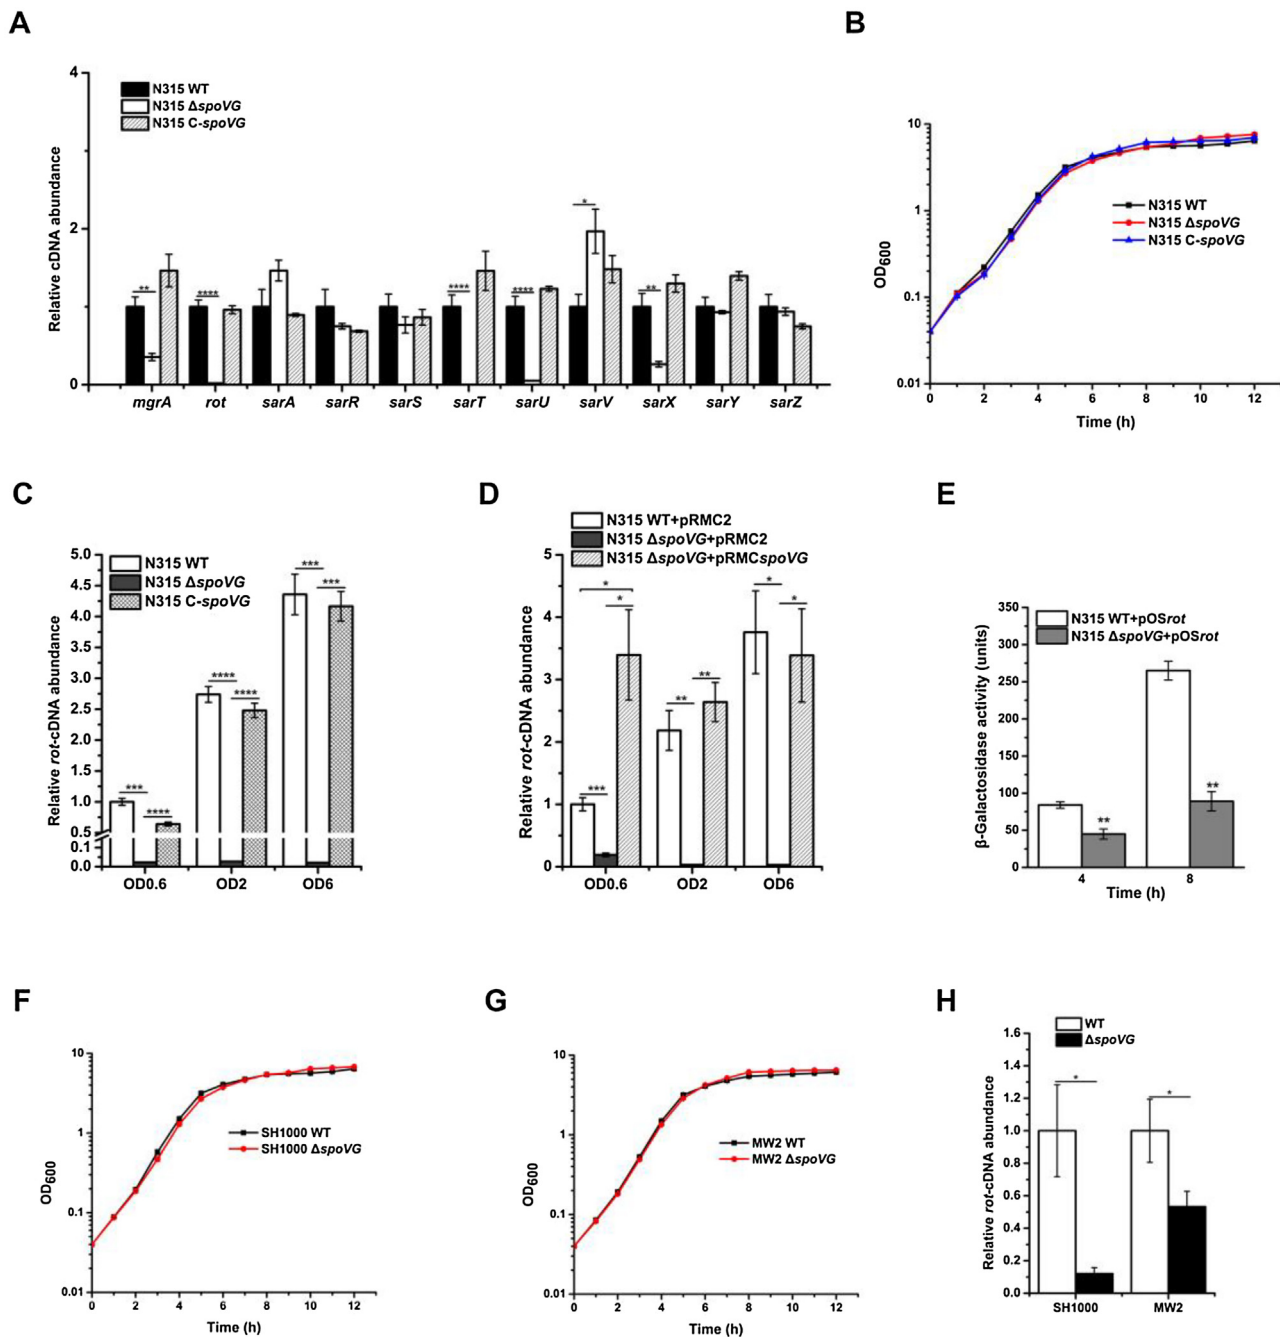 A
4
N315 WT
N315 ΔspoVG
N315 C-spoVG
Relative cDNA abundance
2
0
** **** **** **** * **
mgrA rot sarA sarR sarS sarT sarU sarV sarX sarY sarZ
B
10
1
0.1
0.01
OD600
N315 WT
N315 ΔspoVG
N315 C-spoVG
0 2 4 6 8 10 12
Time (h)
C
N315 WT
N315 ΔspoVG
N315 C-spoVG
5.0
4.5
4.0
3.5
3.0
2.5
2.0
1.5
1.0
0.5
0.1
0.0
Relative rot-cDNA abundance
*** ****
**** ****
*** ***
OD0.6 OD2 OD6
D
N315 WT+pRMC2
N315 ΔspoVG+pRMC2
N315 ΔspoVG+pRMCspoVG
5
4
3
2
1
0
Relative rot-cDNA abundance
* * ***
** **
* *
OD0.6 OD2 OD6
E
350
300
250
200
150
100
50
0
N315 WT+pOSrot
N315 ΔspoVG+pOSrot
β-Galactosidase activity (units)
** **
4 8
Time (h)
F
10
1
0.1
0.01
OD600
SH1000 WT
SH1000 ΔspoVG
0 2 4 6 8 10 12
Time (h)
G
10
1
0.1
0.01
OD600
MW2 WT
MW2 ΔspoVG
0 2 4 6 8 10 12
Time (h)
H
WT
ΔspoVG
1.6
1.4
1.2
1.0
0.8
0.6
0.4
0.2
0.0
Relative rot-cDNA abundance
* *
SH1000 MW2